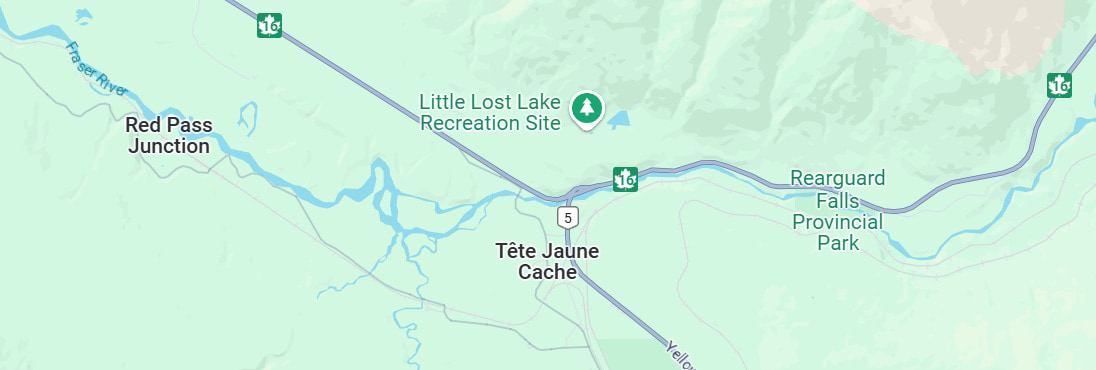 16
Fraser River
Red Pass
Junction
Little Lost Lake
Recreation Site
16
16
Rearguard
Falls
Provincial
Park
5
Tête Jaune
Cache
Yellow